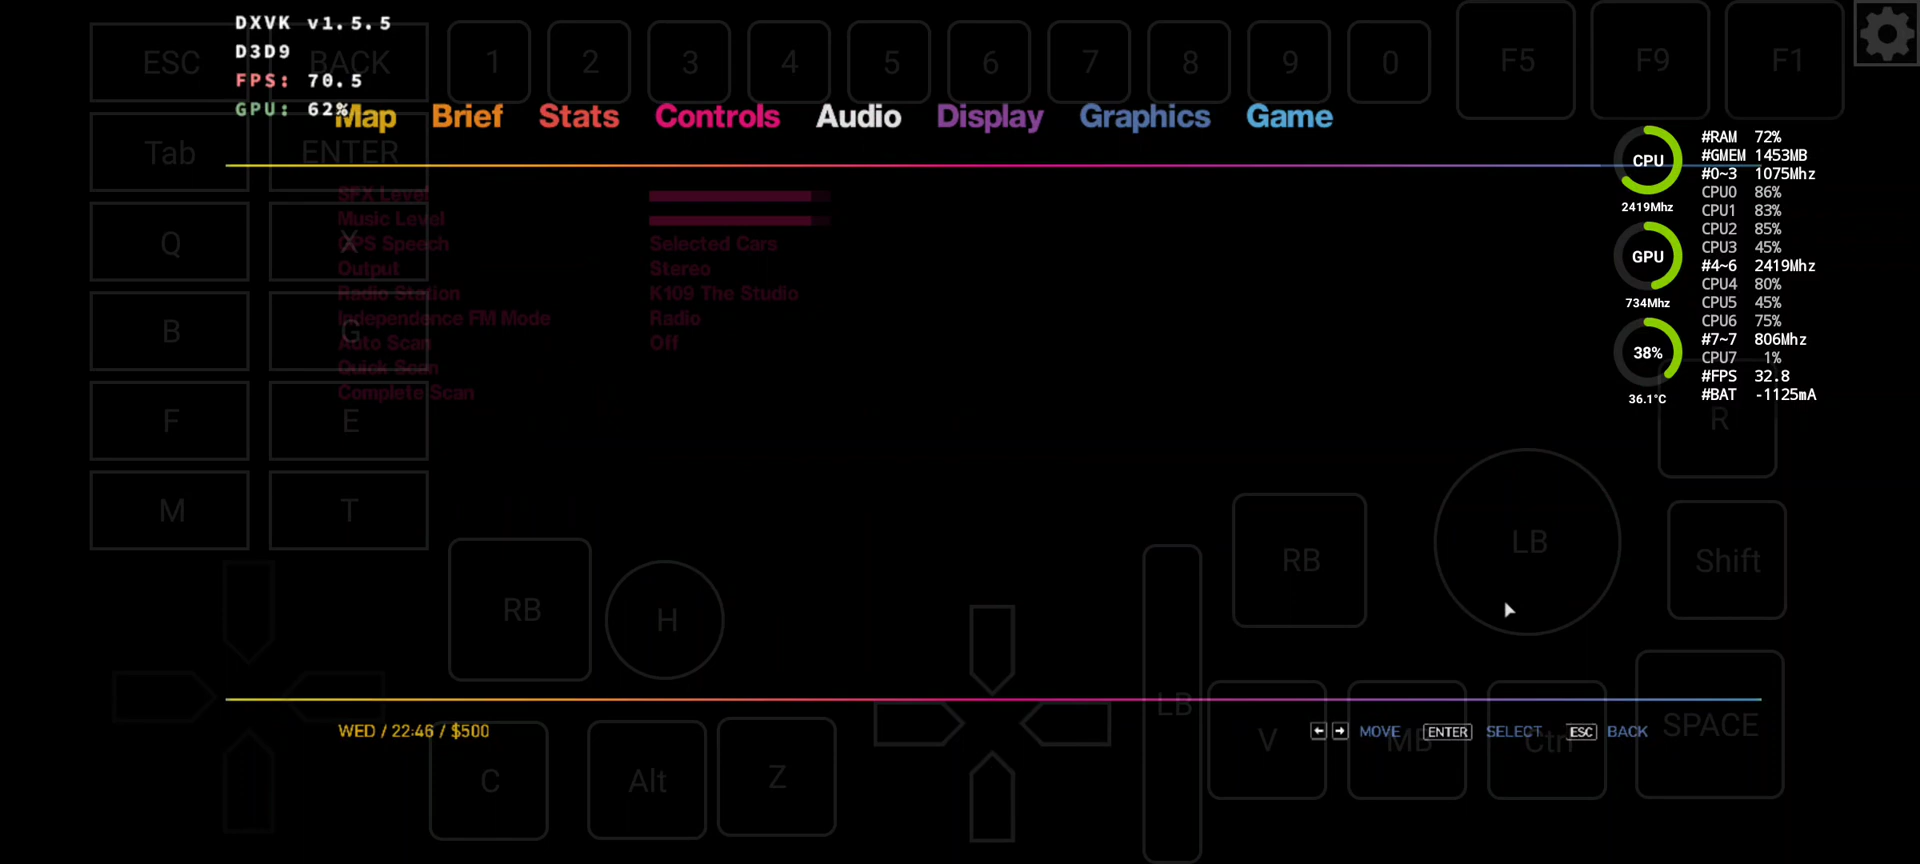 DXVK v1.5.5
D3D9
FPS: 70.5
GPU: 62%
ESC BACK 1 2 3 4 5 6 7 8 9 0 F5 F9 F1
Map Brief Stats Controls Audio Display Graphics Game
Tab ENTER
SFX Level
Music Level
GPS Speech Selected Cars
Output Stereo
Radio Station K109 The Studio
Independence FM Mode Radio
Auto Scan Off
Quick Scan
Complete Scan
Q X
B G
F E
M T
CPU
2419Mhz
GPU
734Mhz
38%
36.1°C
#RAM 72%
#GMEM 1453MB
#0~3 1075Mhz
CPU0 86%
CPU1 83%
CPU2 85%
CPU3 45%
#4~6 2419Mhz
CPU4 80%
CPU5 45%
CPU6 75%
#7~7 806Mhz
CPU7 1%
#FPS 32.8
#BAT -1125mA
R
RB H RB LB Shift
LB
WED / 22:46 / $500
MOVE ENTER SELECT ESC BACK
C Alt Z V MB Ctrl SPACE